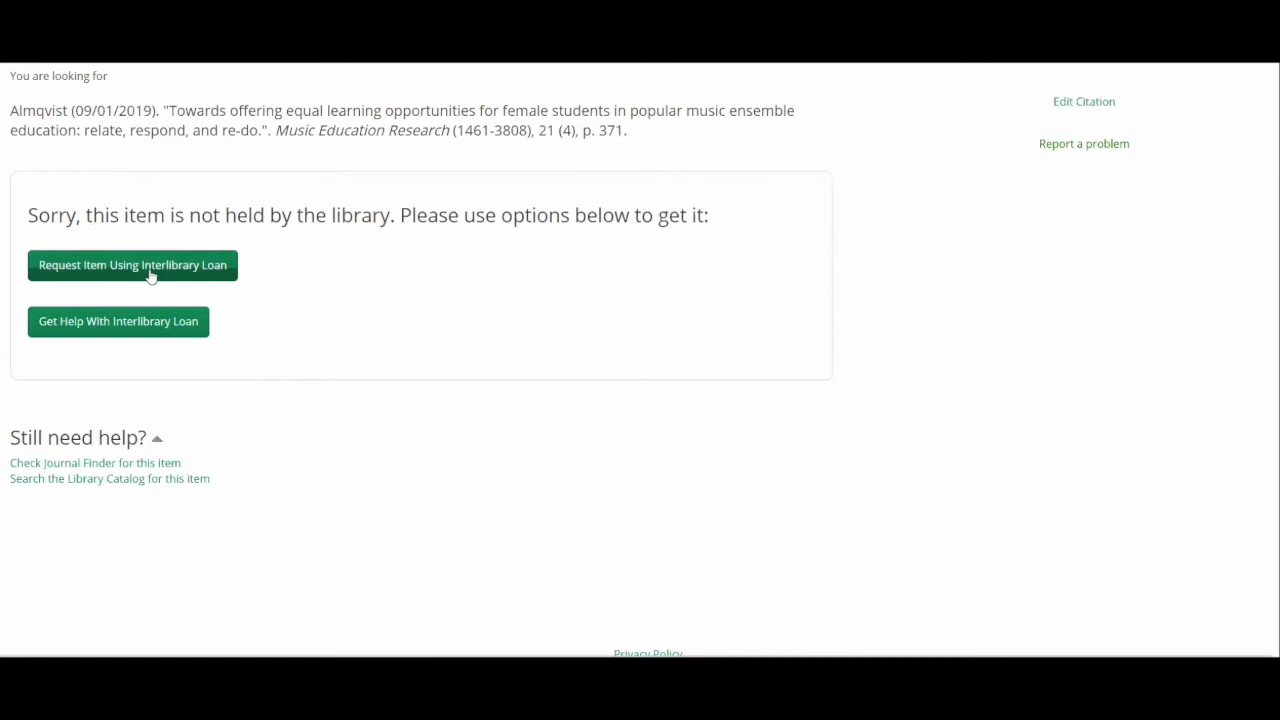 You are looking for
Almqvist (09/01/2019). "Towards offering equal learning opportunities for female students in popular music ensemble
education: relate, respond, and re-do.". Music Education Research (1461-3808), 21 (4), p. 371.
Edit Citation
Report a problem
Sorry, this item is not held by the library. Please use options below to get it:
Request Item Using Interlibrary Loan
Get Help With Interlibrary Loan
Still need help?
Check Journal Finder for this item
Search the Library Catalog for this item
Privacy Policy